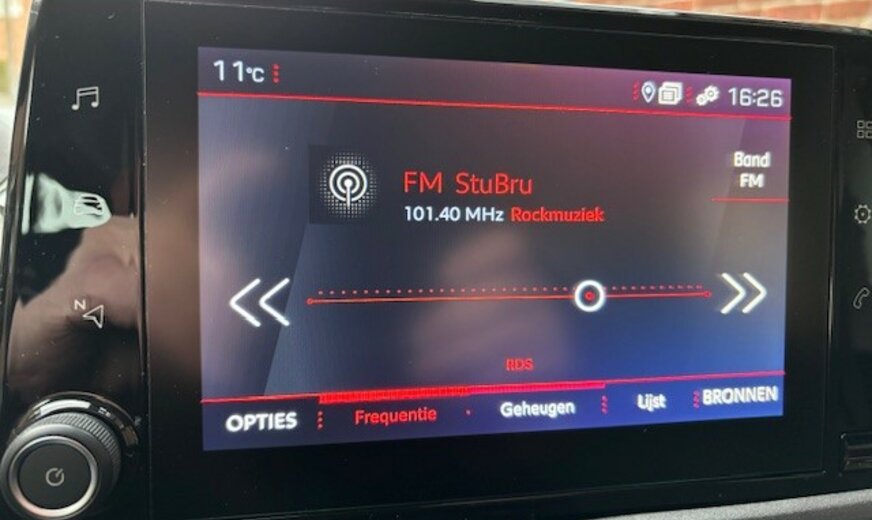 11°C
16:26
Band
FM
FM StuBru
101.40 MHz Rockmuziek
N
RDS
OPTIES Frequentie Geheugen Lijst BRONNEN